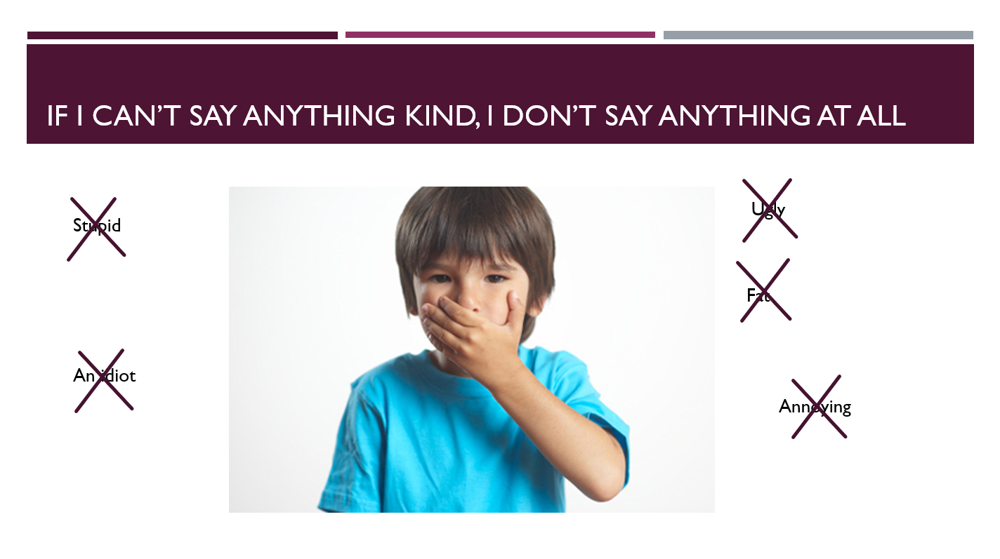 IF I CAN’T SAY ANYTHING KIND, I DON’T SAY ANYTHING AT ALL
Stupid
Ugly
Fat
An idiot
Annoying